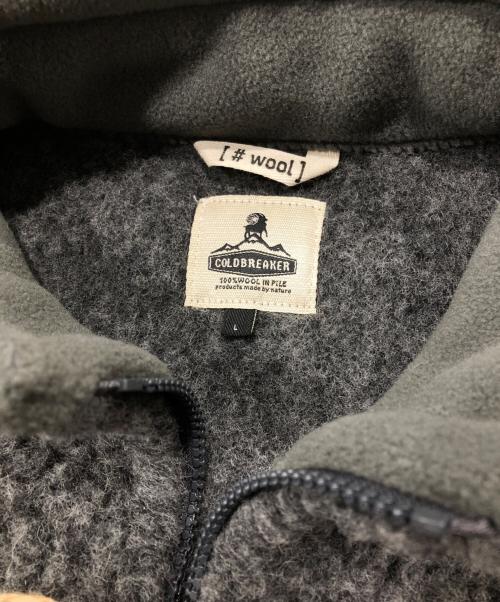 [ # wool ]
COLDBREAKER
100%WOOL IN PILE
products made by nature
L